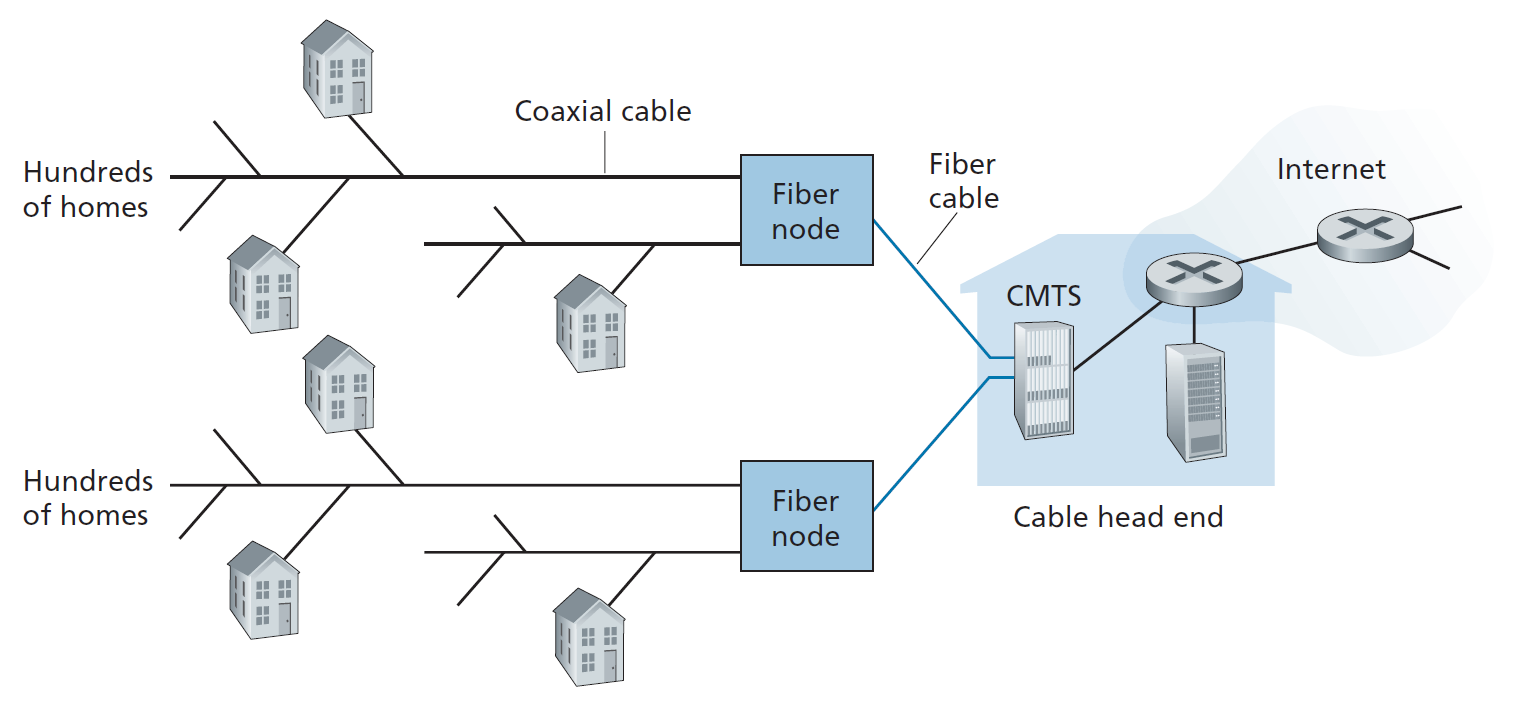 Coaxial cable
Hundreds
of homes
Fiber
node
Fiber
cable
Internet
CMTS
Hundreds
of homes
Fiber
node
Cable head end